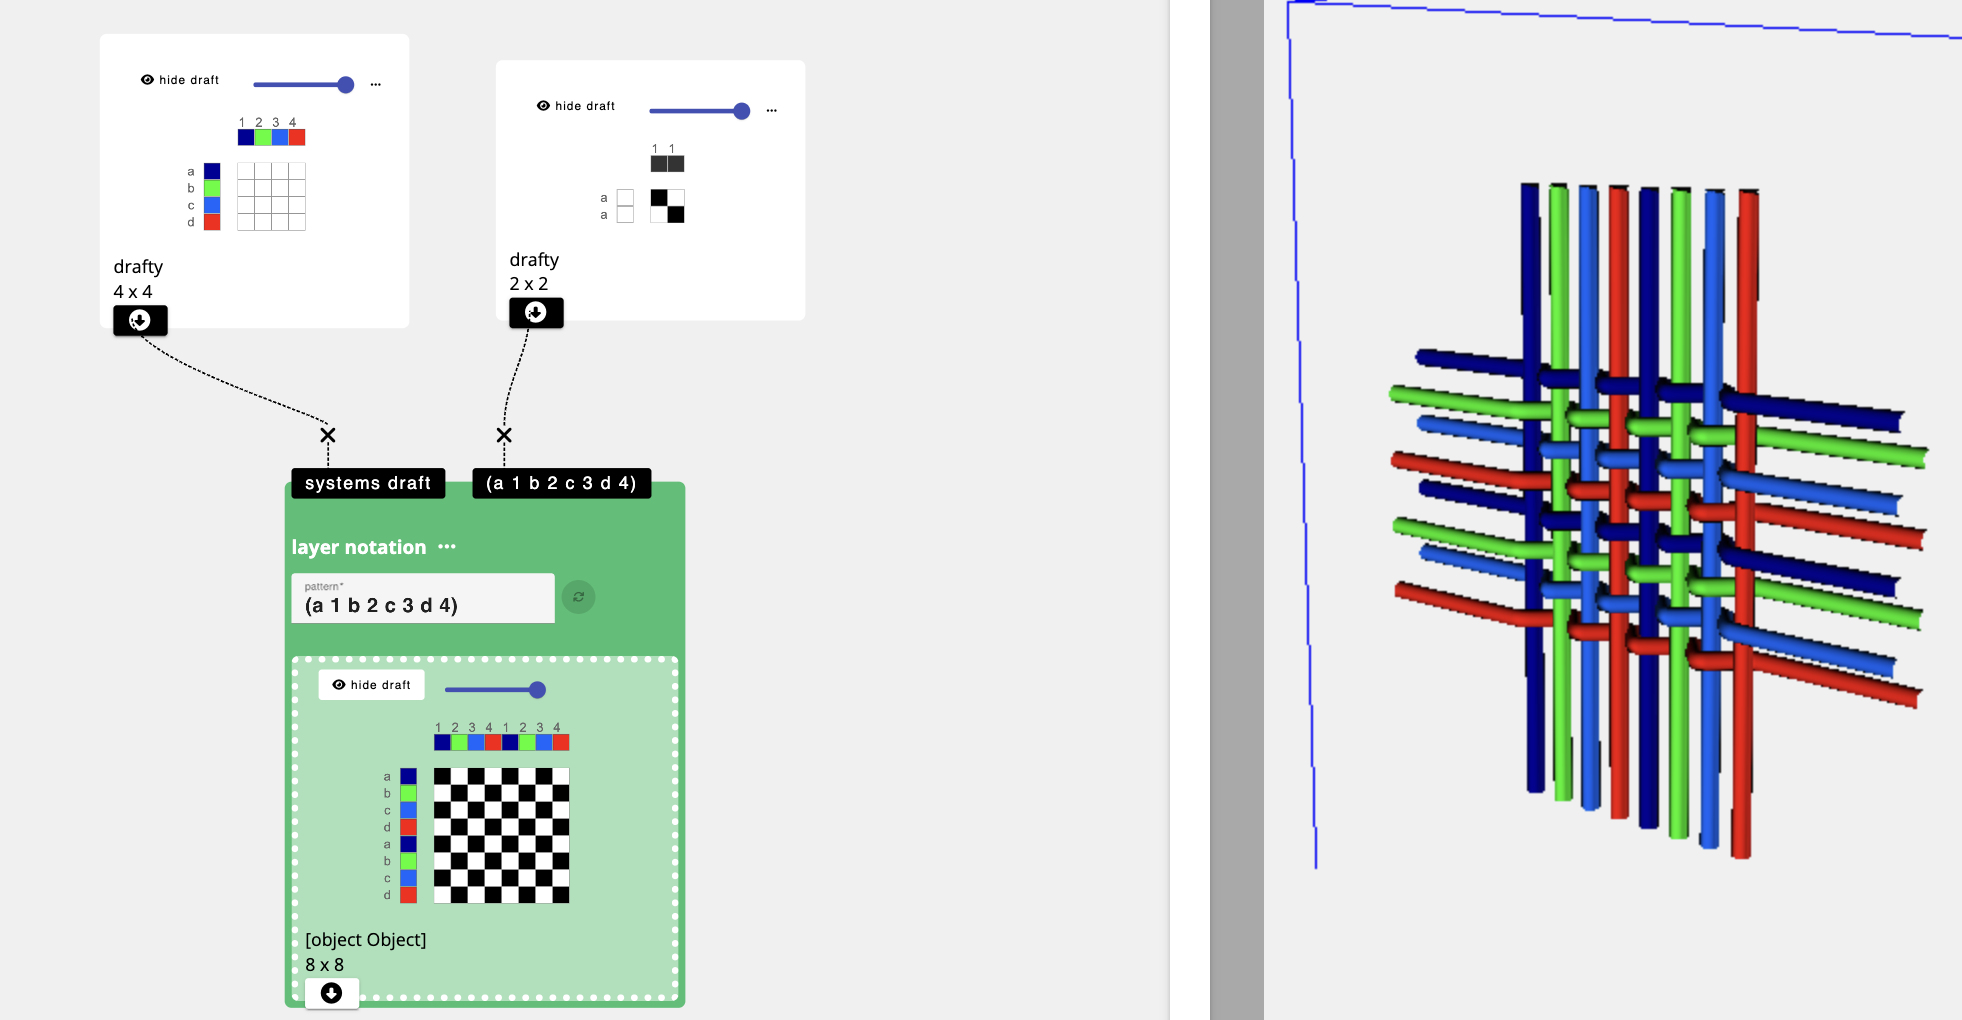 hide draft ...
1 2 3 4
a
b
c
d
drafty
4 x 4
hide draft ...
1 1
a
a
drafty
2 x 2
systems draft
(a 1 b 2 c 3 d 4)
layer notation ...
pattern*
(a 1 b 2 c 3 d 4)
hide draft
1 2 3 4 1 2 3 4
a
b
c
d
a
b
c
d
[object Object]
8 x 8